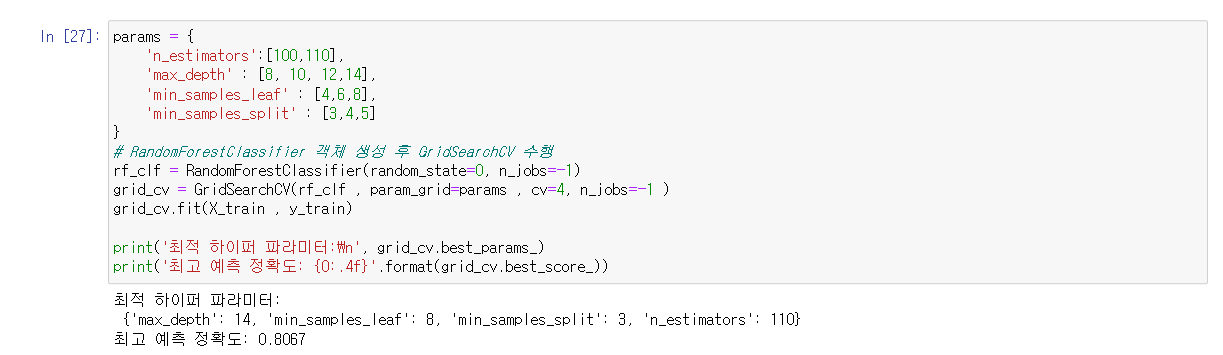 In [27]: params = {
    'n_estimators':[100,110],
    'max_depth' : [8, 10, 12,14],
    'min_samples_leaf' : [4,6,8],
    'min_samples_split' : [3,4,5]
}
# RandomForestClassifier 객체 생성 후 GridSearchCV 수행
rf_clf = RandomForestClassifier(random_state=0, n_jobs=-1)
grid_cv = GridSearchCV(rf_clf , param_grid=params , cv=4, n_jobs=-1 )
grid_cv.fit(X_train , y_train)

print('최적 하이퍼 파라미터:₩n', grid_cv.best_params_)
print('최고 예측 정확도: {0:.4f}'.format(grid_cv.best_score_))
최적 하이퍼 파라미터:
 {'max_depth': 14, 'min_samples_leaf': 8, 'min_samples_split': 3, 'n_estimators': 110}
최고 예측 정확도: 0.8067